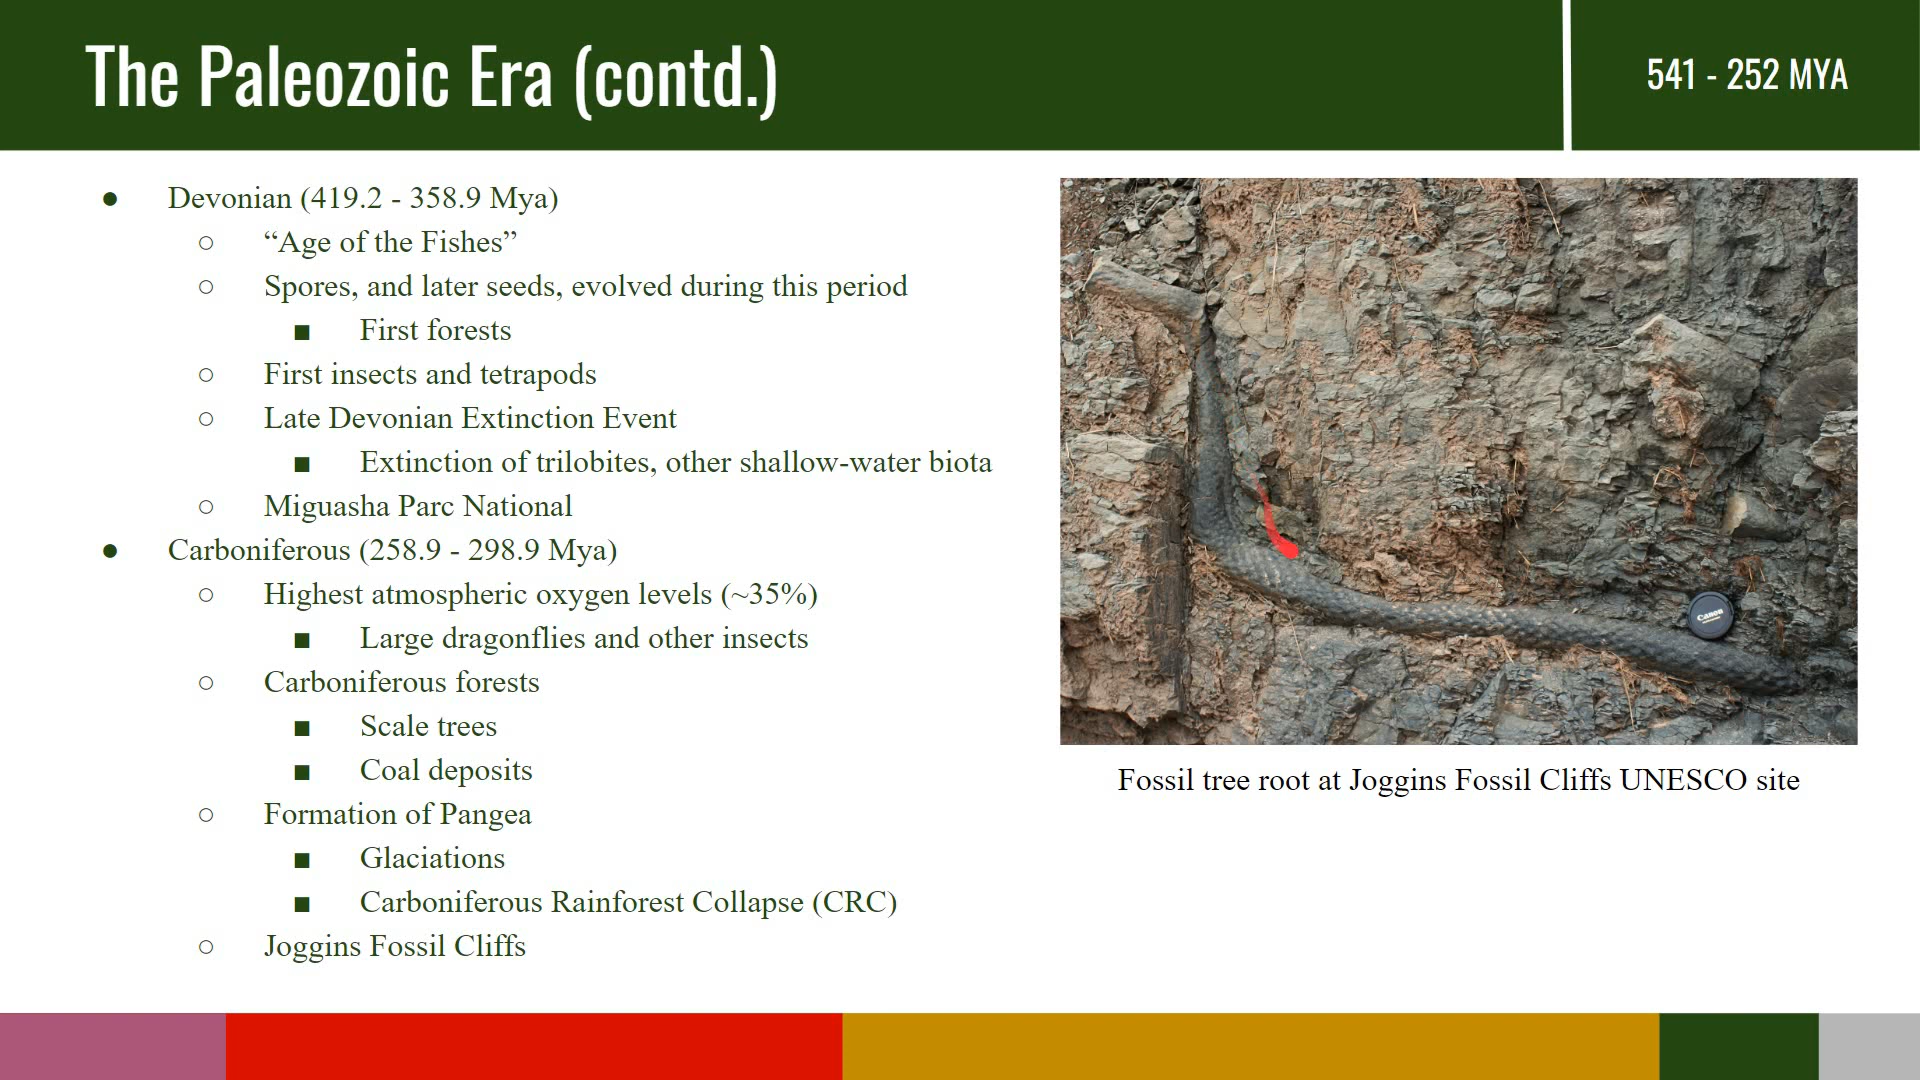 The Paleozoic Era (contd.)
541 - 252 MYA
● Devonian (419.2 - 358.9 Mya)
○ “Age of the Fishes”
○ Spores, and later seeds, evolved during this period
■ First forests
○ First insects and tetrapods
○ Late Devonian Extinction Event
■ Extinction of trilobites, other shallow-water biota
○ Miguasha Parc National
● Carboniferous (258.9 - 298.9 Mya)
○ Highest atmospheric oxygen levels (~35%)
■ Large dragonflies and other insects
○ Carboniferous forests
■ Scale trees
■ Coal deposits
○ Formation of Pangea
■ Glaciations
■ Carboniferous Rainforest Collapse (CRC)
○ Joggins Fossil Cliffs
Canon
Fossil tree root at Joggins Fossil Cliffs UNESCO site